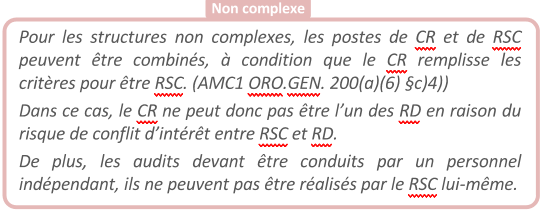 Non complexe
Pour les structures non complexes, les postes de CR et de RSC
peuvent être combinés, à condition que le CR remplisse les
critères pour être RSC. (AMC1 ORO.GEN. 200(a)(6) §c)4))
Dans ce cas, le CR ne peut donc pas être l’un des RD en raison du
risque de conflit d’intérêt entre RSC et RD.
De plus, les audits devant être conduits par un personnel
indépendant, ils ne peuvent pas être réalisés par le RSC lui-même.